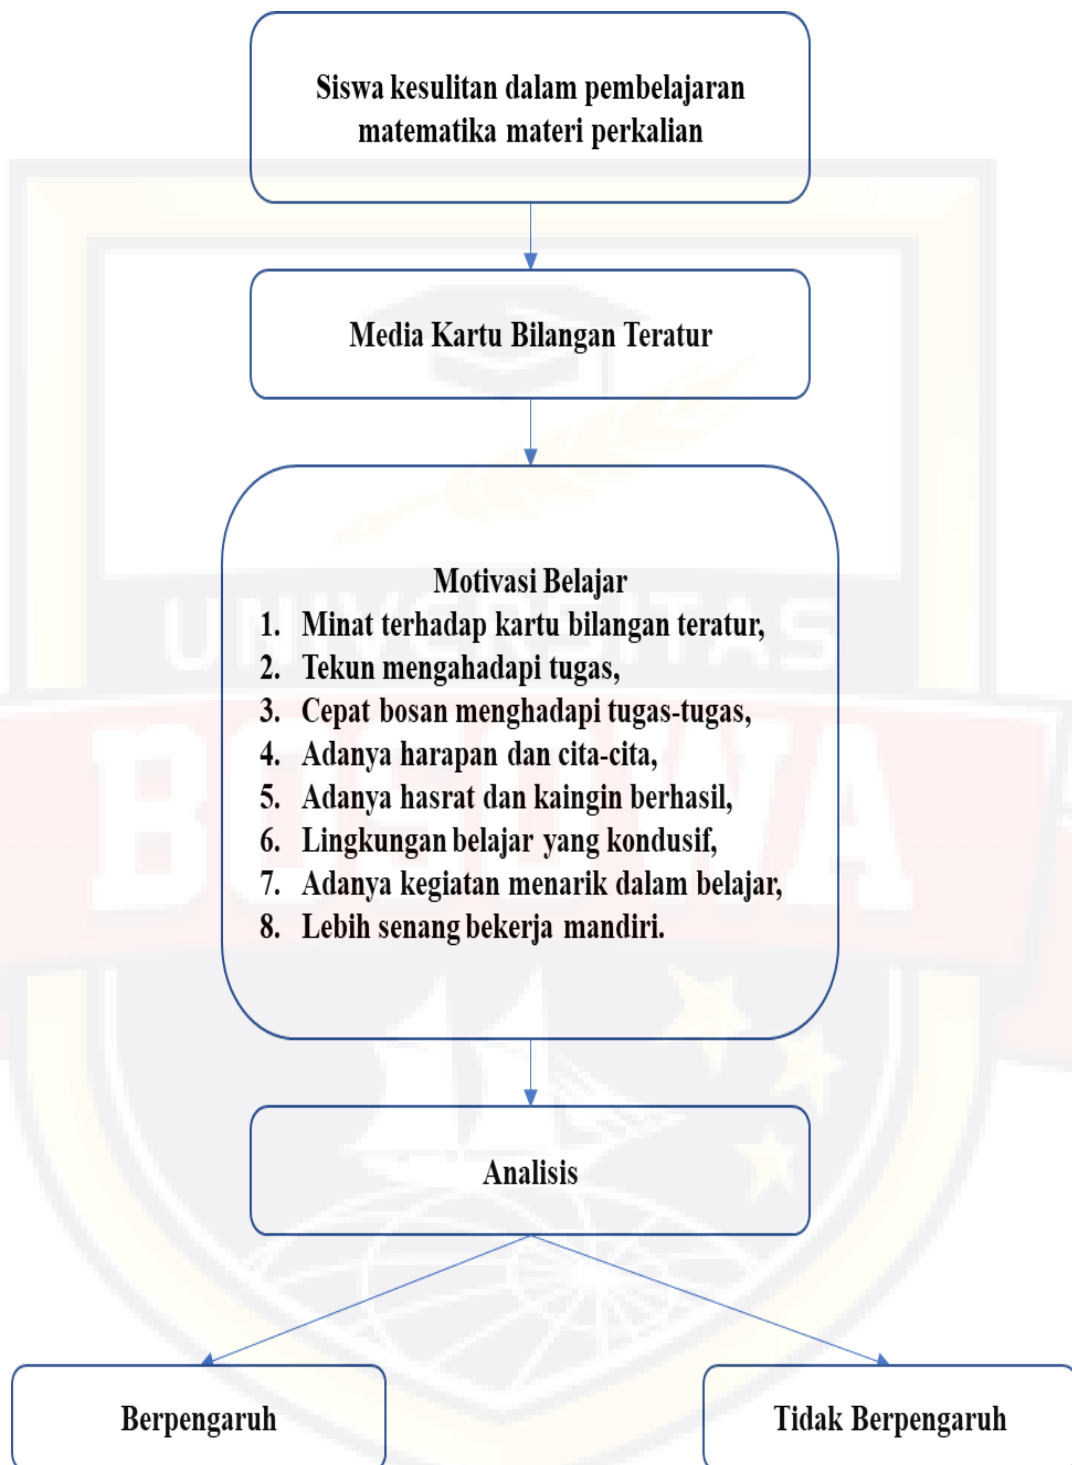 Siswa kesulitan dalam pembelajaran
matematika materi perkalian
Media Kartu Bilangan Teratur
Motivasi Belajar
1. Minat terhadap kartu bilangan teratur,
2. Tekun mengahadapi tugas,
3. Cepat bosan menghadapi tugas-tugas,
4. Adanya harapan dan cita-cita,
5. Adanya hasrat dan kaingin berhasil,
6. Lingkungan belajar yang kondusif,
7. Adanya kegiatan menarik dalam belajar,
8. Lebih senang bekerja mandiri.
UNIVERSITAS
BOSOWA
Analisis
Berpengaruh
Tidak Berpengaruh